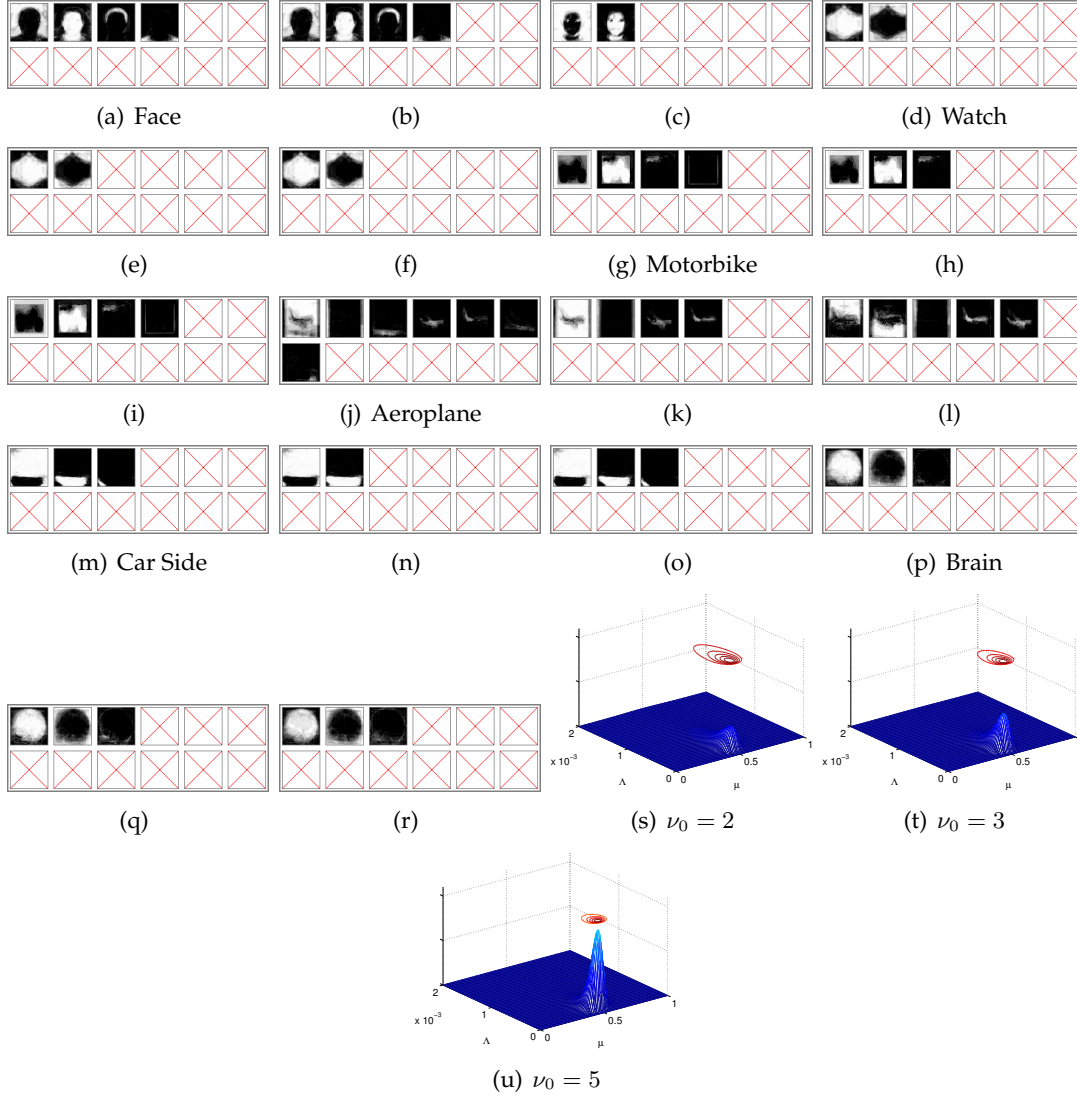 (a) Face
(b)
(c)
(d) Watch
(e)
(f)
(g) Motorbike
(h)
(i)
(j) Aeroplane
(k)
(l)
(m) Car Side
(n)
(o)
(p) Brain
(q)
(r)
2
1
x 10⁻³
0
0
0.5
1
Λ
μ
(s) ν₀ = 2
2
1
x 10⁻³
0
0
0.5
1
Λ
μ
(t) ν₀ = 3
2
1
x 10⁻³
0
0
0.5
1
Λ
μ
(u) ν₀ = 5